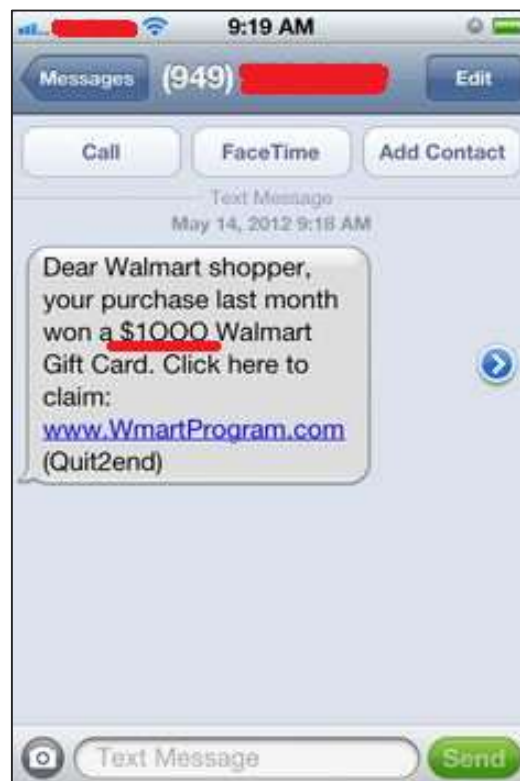 9:19 AM
Messages (949) Edit
Call FaceTime Add Contact
Text Message
May 14, 2012 9:18 AM
Dear Walmart shopper,
your purchase last month
won a $1OOO Walmart
Gift Card. Click here to
claim:
www.WmartProgram.com
(Quit2end)
Text Message Send